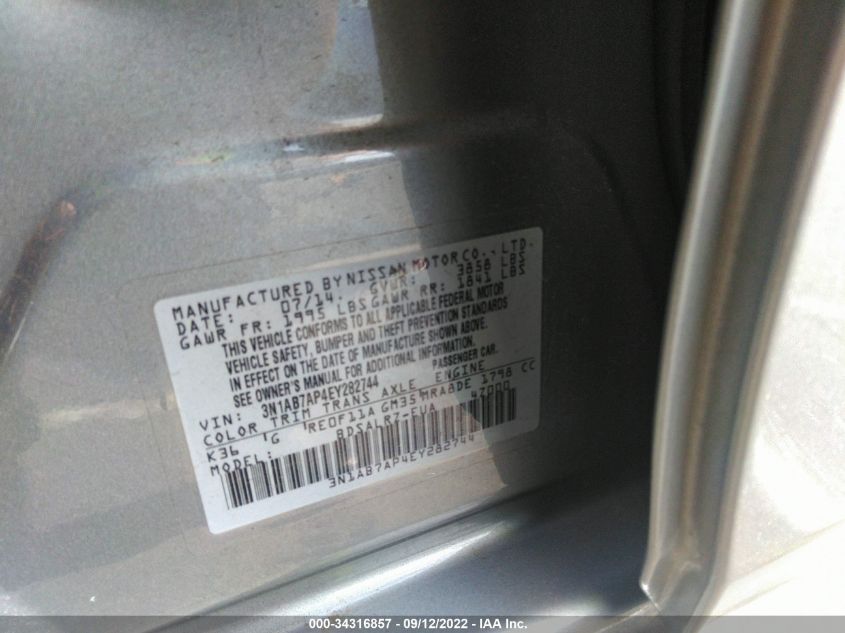 MANUFACTURED BY NISSAN MOTOR CO., LTD.
DATE: 07/14. GVWR: 3858 LBS
GAWR FR: 1995 LBS GAWR RR: 1841 LBS
THIS VEHICLE CONFORMS TO ALL APPLICABLE FEDERAL MOTOR
VEHICLE SAFETY, BUMPER AND THEFT PREVENTION STANDARDS
IN EFFECT ON THE DATE OF MANUFACTURE SHOWN ABOVE.
SEE OWNER'S MANUAL FOR ADDITIONAL INFORMATION.
VIN: 3N1AB7AP4EY282744 PASSENGER CAR.
COLOR TRIM TRANS AXLE ENGINE
K36 'G 'RE0F11A GM35'MRA8DE 1798 CC
MODEL: BDSALR7-EUA 47000
3N1AB7AP4EY282744
000-34316857 - 09/12/2022 - IAA Inc.